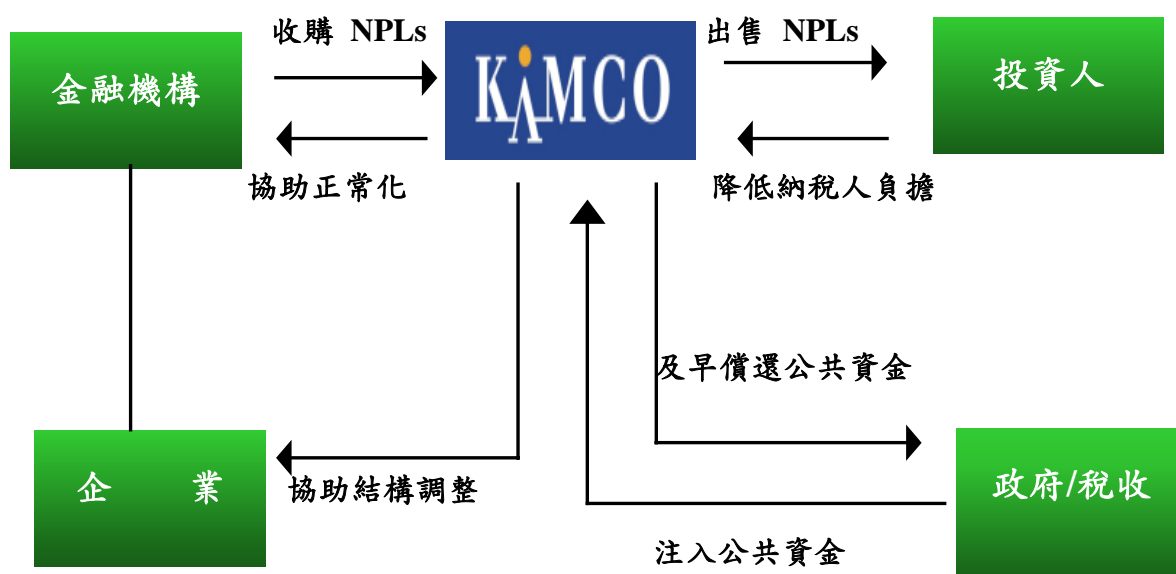 收購 NPLs
出售 NPLs
金融機構
KAMCO
投資人
協助正常化
降低納稅人負擔
及早償還公共資金
企 業
協助結構調整
政府/稅收
注入公共資金